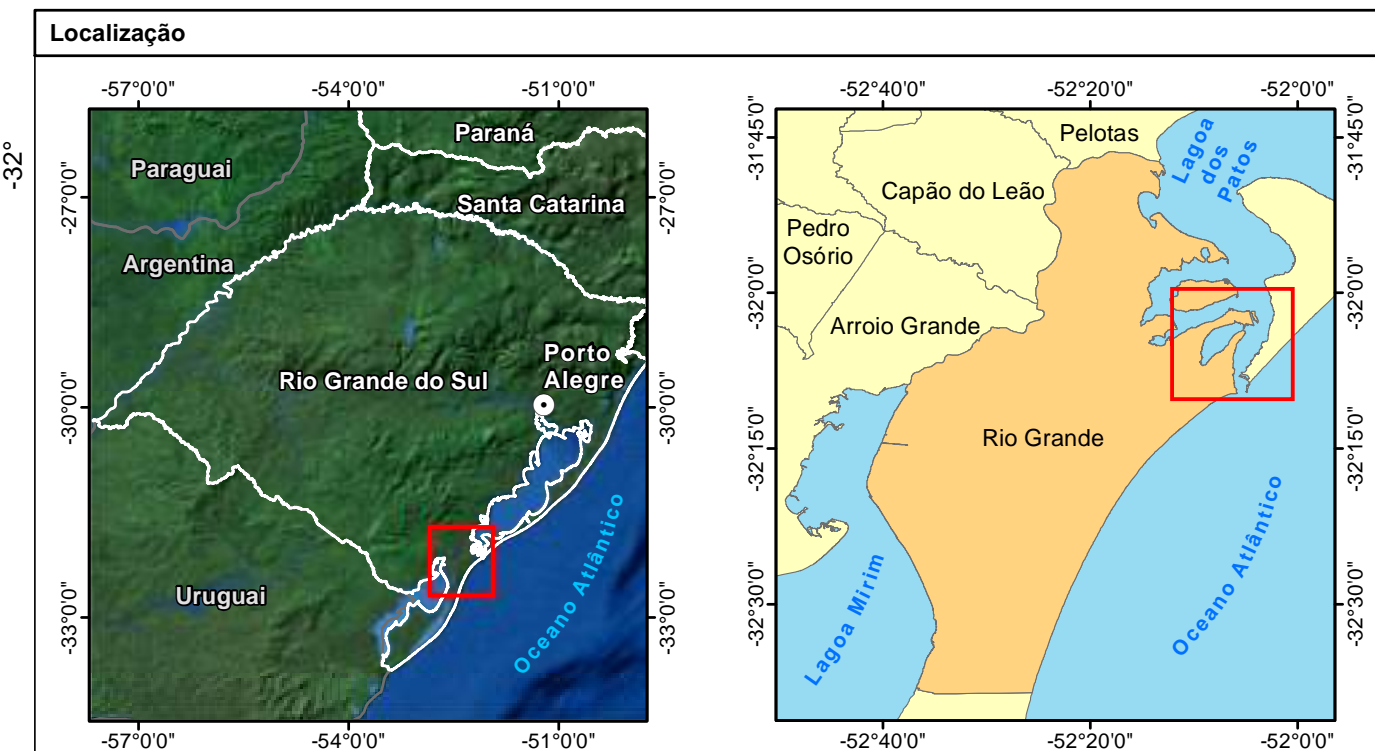 Localização
-32°
-57°0'0"
-54°0'0"
-51°0'0"
-27°0'0"
-30°0'0"
-33°0'0"
Paraná
Paraguai
Santa Catarina
Argentina
Porto
Alegre
Rio Grande do Sul
Uruguai
Oceano Atlântico
-27°0'0"
-30°0'0"
-33°0'0"
-57°0'0"
-54°0'0"
-51°0'0"
-52°40'0"
-52°20'0"
-52°0'0"
-31°45'0"
-32°0'0"
-32°15'0"
-32°30'0"
Pelotas
Lagoa
dos
Patos
Capão do Leão
Pedro
Osório
Arroio Grande
Rio Grande
Lagoa Mirim
Oceano Atlântico
-31°45'0"
-32°0'0"
-32°15'0"
-32°30'0"
-52°40'0"
-52°20'0"
-52°0'0"